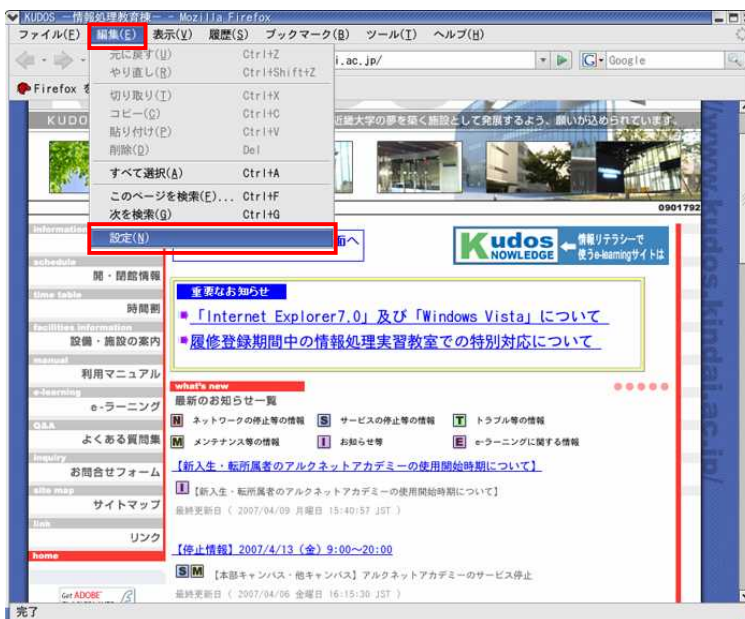 KUDOS －情報処理教育棟－ - Mozilla Firefox
ファイル(F) 編集(E) 表示(V) 履歴(S) ブックマーク(B) ツール(T) ヘルプ(H)
元に戻す(U) Ctrl+Z
i.ac.jp/
Google
やり直し(R) Ctrl+Shift+Z
Firefox を
切り取り(T) Ctrl+X
コピー(C) Ctrl+C
貼り付け(P) Ctrl+V
削除(D) Del
すべて選択(A) Ctrl+A
このページを検索(F)... Ctrl+F
次を検索(G) Ctrl+G
設定(N)
KUDO
近畿大学の夢を築く施設として発展するよう、願いが込められています。
0901792
/www.kudos.kindai.ac.jp/
information
面へ
Kudos
NOWLEDGE
情報リテラシーで
使うe-learningサイトは
schedule
開・閉館情報
time table
時間割
facilities information
設備・施設の案内
manual
利用マニュアル
e-learning
e-ラーニング
Q&A
よくある質問集
inquiry
お問合せフォーム
site map
サイトマップ
link
リンク
home
Get ADOBE
重要なお知らせ
「Internet Explorer7.0」及び「Windows Vista」について
履修登録期間中の情報処理実習教室での特別対応について
what's new
最新のお知らせ一覧
N ネットワークの停止等の情報 S サービスの停止等の情報 T トラブル等の情報
M メンテナンス等の情報 I お知らせ等 E e-ラーニングに関する情報
【新入生・転所属者のアルクネットアカデミーの使用開始時期について】
I 【新入生・転所属者のアルクネットアカデミーの使用開始時期について】
最終更新日 ( 2007/04/09 月曜日 15:40:57 JST )
【停止情報】2007/4/13（金）9:00～20:00
S M 【本部キャンパス・他キャンパス】アルクネットアカデミーのサービス停止
最終更新日 ( 2007/04/06 金曜日 16:15:30 JST )
完了